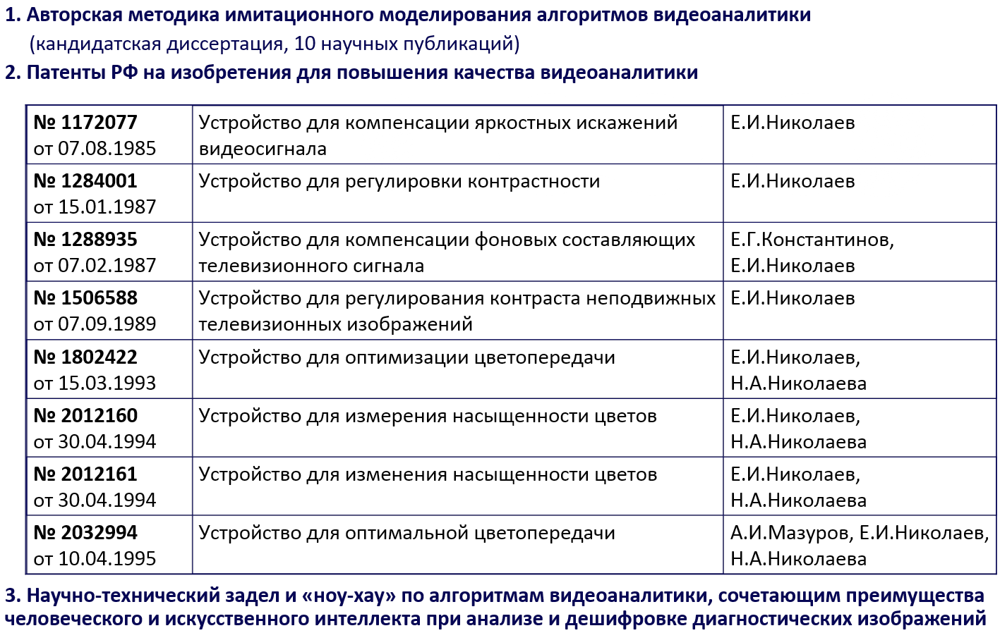 1. Авторская методика имитационного моделирования алгоритмов видеоаналитики
(кандидатская диссертация, 10 научных публикаций)
2. Патенты РФ на изобретения для повышения качества видеоаналитики
№ 1172077
от 07.08.1985
Устройство для компенсации яркостных искажений
видеосигнала
Е.И.Николаев
№ 1284001
от 15.01.1987
Устройство для регулировки контрастности
Е.И.Николаев
№ 1288935
от 07.02.1987
Устройство для компенсации фоновых составляющих
телевизионного сигнала
Е.Г.Константинов,
Е.И.Николаев
№ 1506588
от 07.09.1989
Устройство для регулирования контраста неподвижных
телевизионных изображений
Е.И.Николаев
№ 1802422
от 15.03.1993
Устройство для оптимизации цветопередачи
Е.И.Николаев,
Н.А.Николаева
№ 2012160
от 30.04.1994
Устройство для измерения насыщенности цветов
Е.И.Николаев,
Н.А.Николаева
№ 2012161
от 30.04.1994
Устройство для изменения насыщенности цветов
Е.И.Николаев,
Н.А.Николаева
№ 2032994
от 10.04.1995
Устройство для оптимальной цветопередачи
А.И.Мазуров, Е.И.Николаев,
Н.А.Николаева
3. Научно-технический задел и «ноу-хау» по алгоритмам видеоаналитики, сочетающим преимущества
человеческого и искусственного интеллекта при анализе и дешифровке диагностических изображений